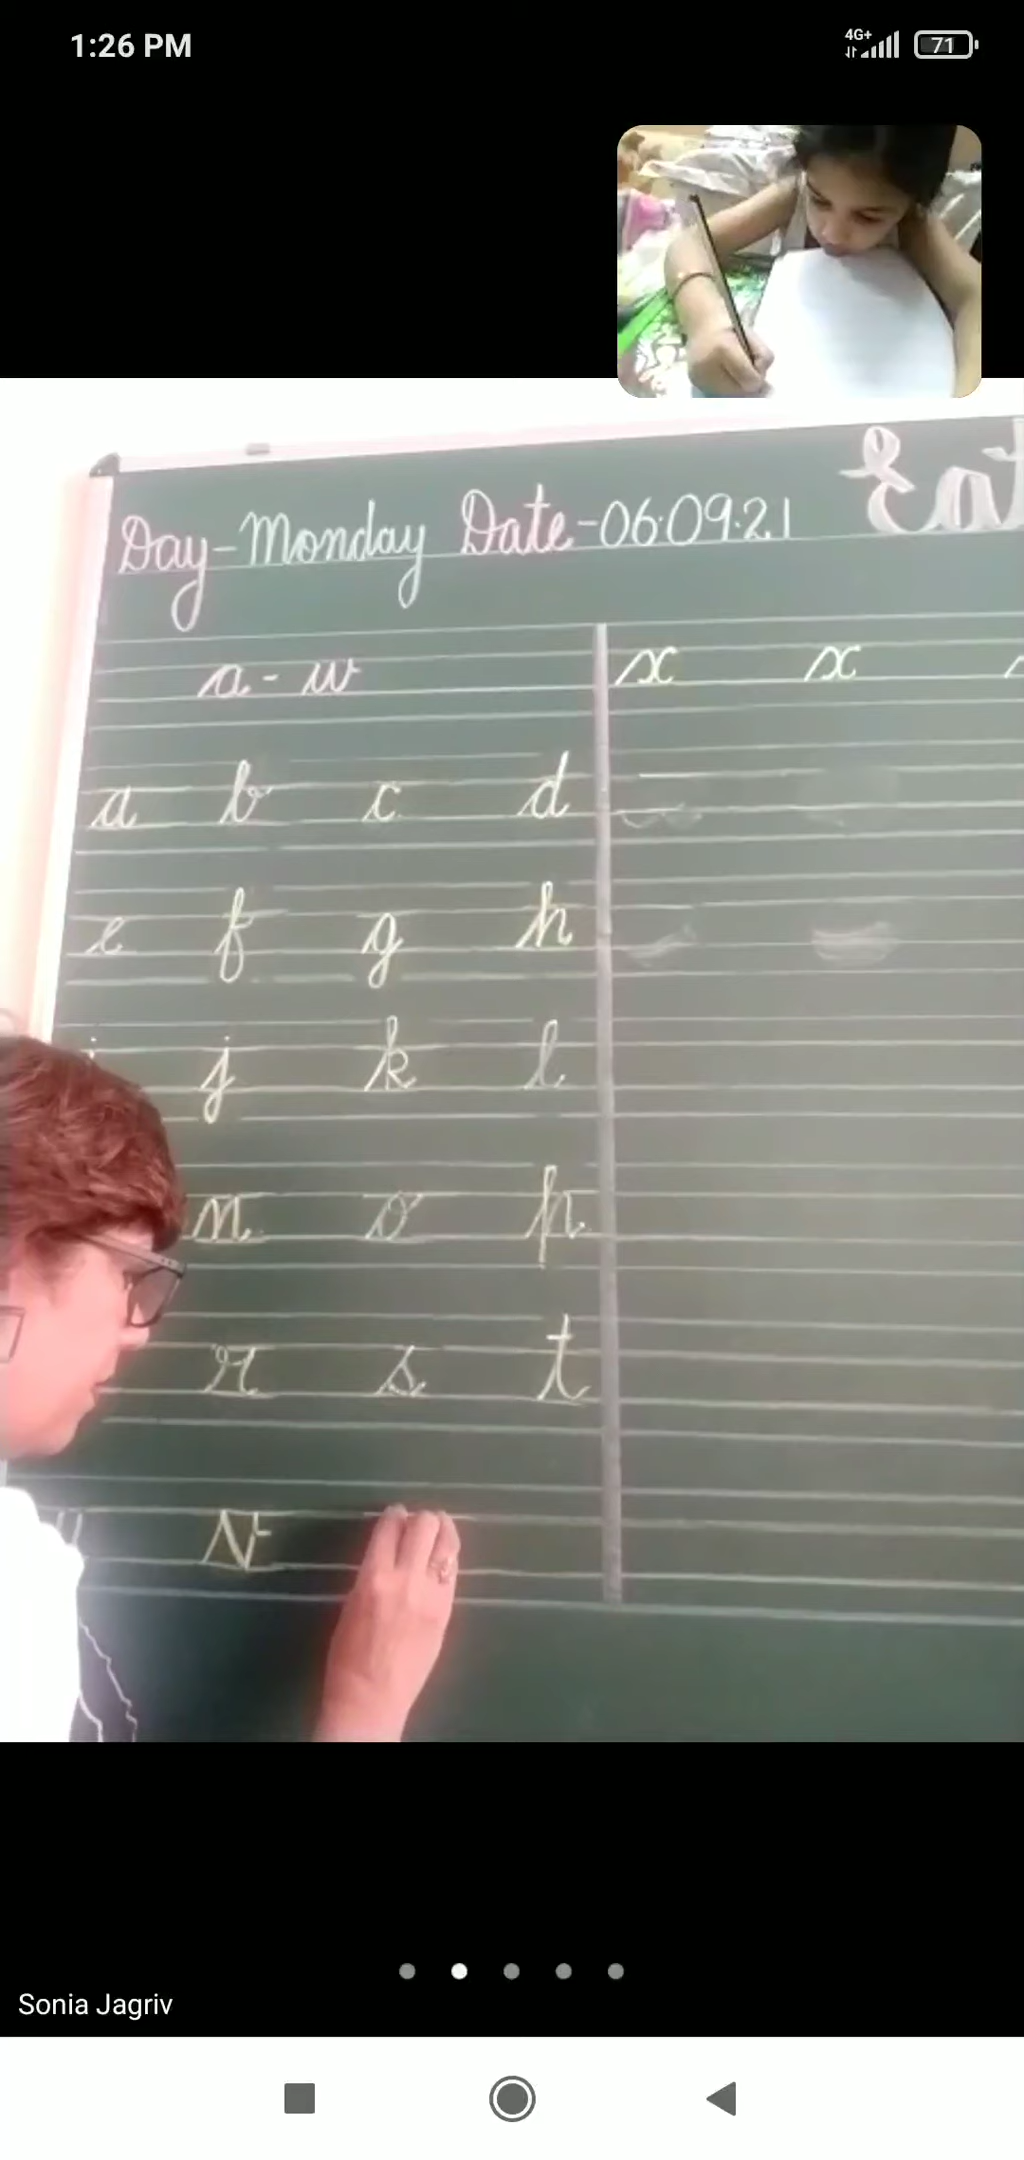 1:26 PM 4G+ 71
Day-Monday Date-06.09.21
a - w x x
a b c d
e f g h
j k l
n o p
r s t
v
Sonia Jagriv